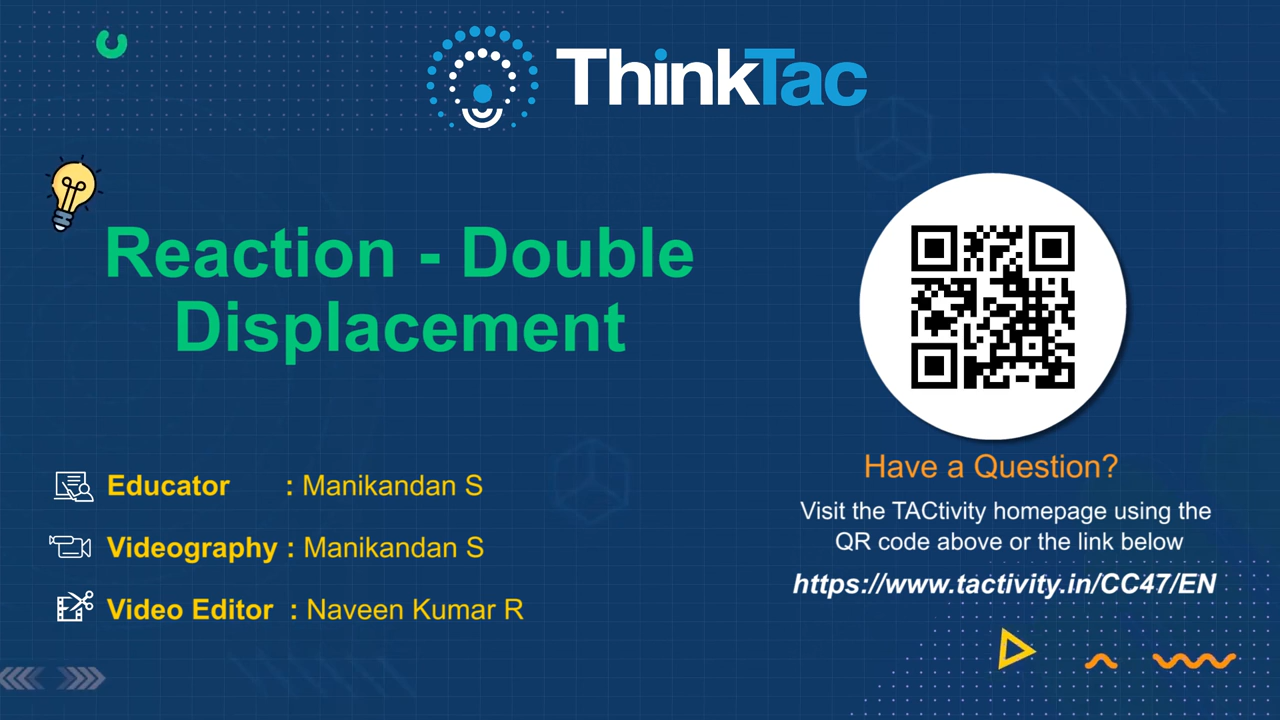 ThinkTac
Reaction - Double
Displacement
Educator : Manikandan S
Videography : Manikandan S
Video Editor : Naveen Kumar R
Have a Question?
Visit the TACtivity homepage using the
QR code above or the link below
https://www.tactivity.in/CC47/EN